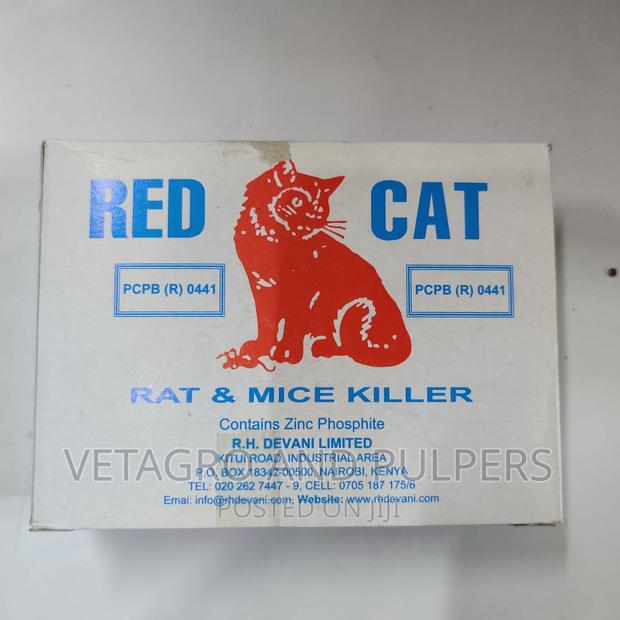 RED CAT
PCPB (R) 0441 PCPB (R) 0441
RAT & MICE KILLER
Contains Zinc Phosphite
R.H. DEVANI LIMITED
KITUI ROAD, INDUSTRIAL AREA
VETAGRO AND PULPERS
P.O. BOX 18342-00500, NAIROBI, KENYA
TEL: 020 262 7447 - 9, CELL: 0705 187 175/6
Emai: info@rhdevani.com, Website: www.rhdevani.com
POSTED ON JIJI